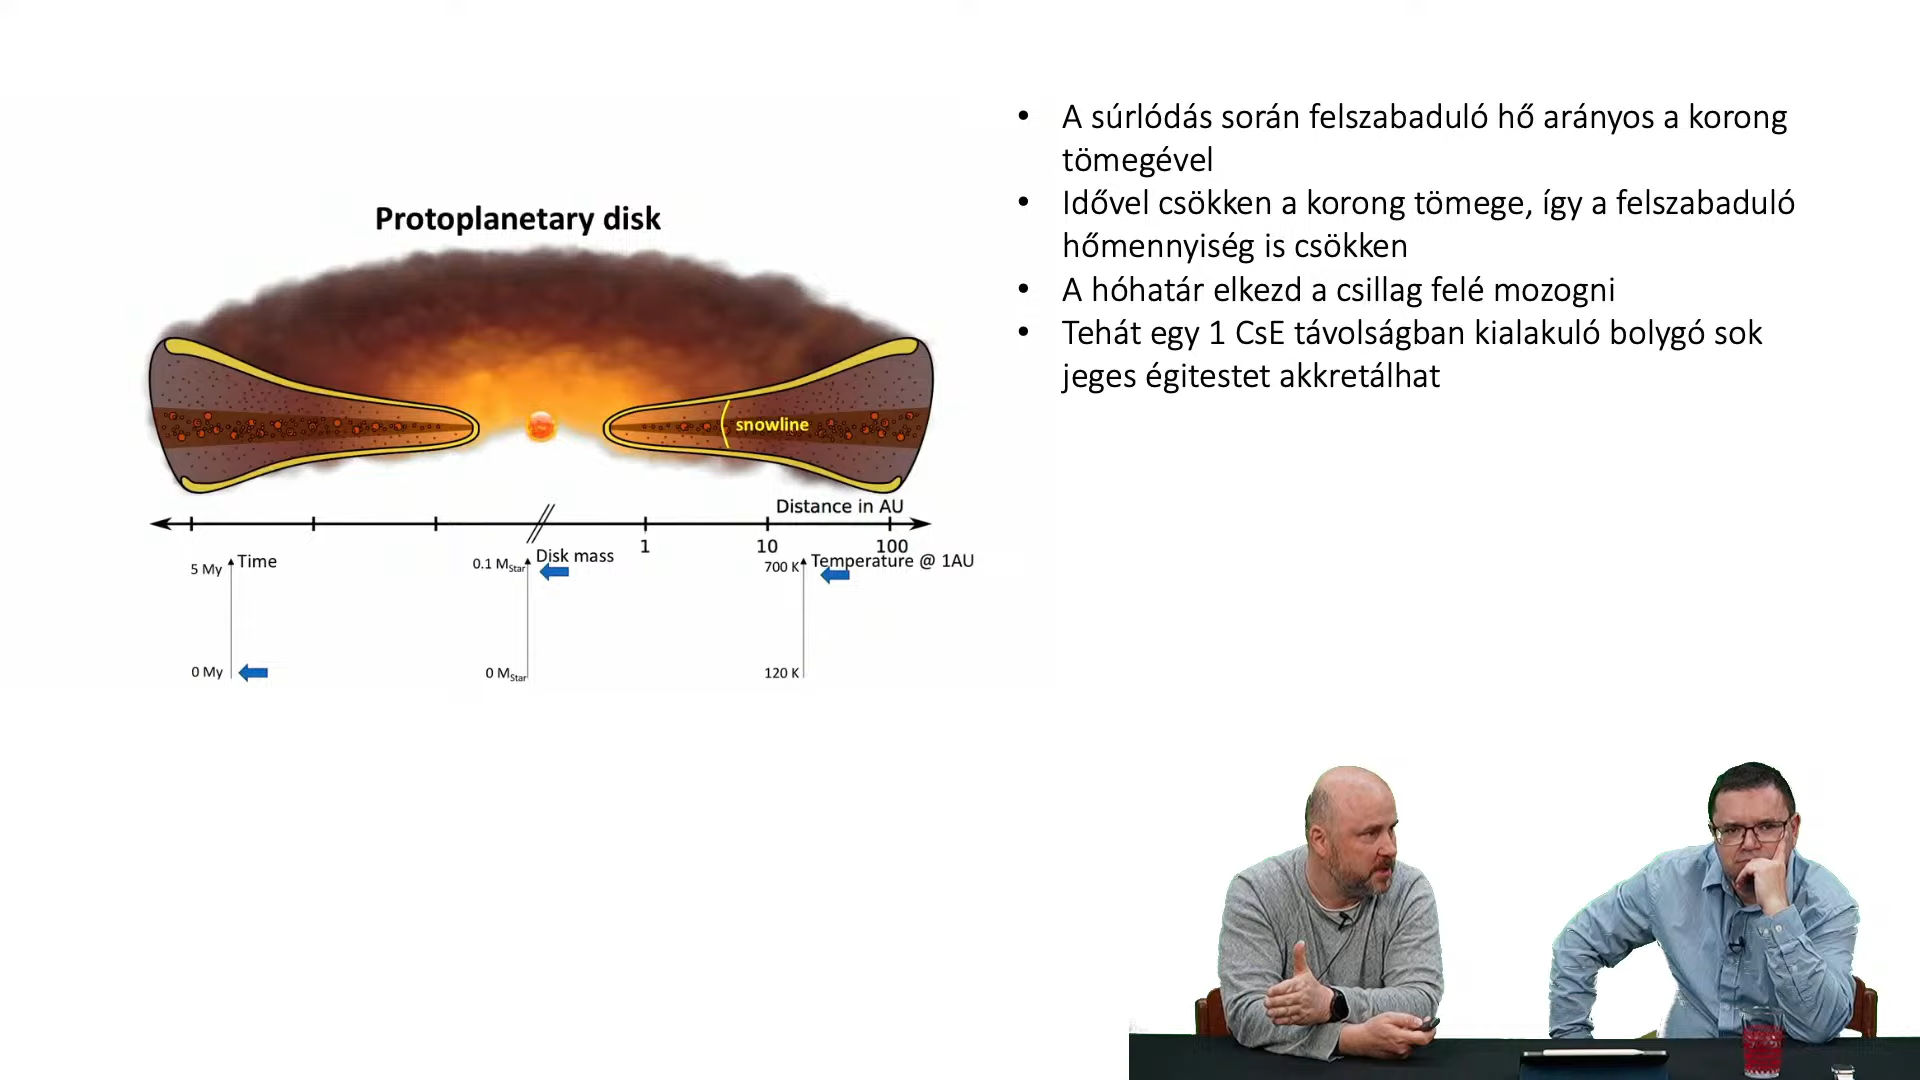 Protoplanetary disk
snowline
Distance in AU
1
10
100
5 My
Time
0 My
0.1 MStar
Disk mass
0 MStar
700 K
Temperature @ 1AU
120 K
• A súrlódás során felszabaduló hő arányos a korong
tömegével
• Idővel csökken a korong tömege, így a felszabaduló
hőmennyiség is csökken
• A hóhatár elkezd a csillag felé mozogni
• Tehát egy 1 CsE távolságban kialakuló bolygó sok
jeges égitestet akkretálhat